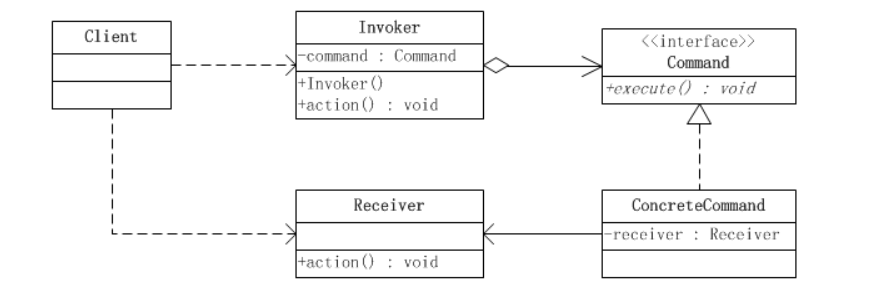 Client
Invoker
-command : Command
+Invoker()
+action() : void
<<interface>>
Command
+execute() : void
Receiver
+action() : void
ConcreteCommand
-receiver : Receiver